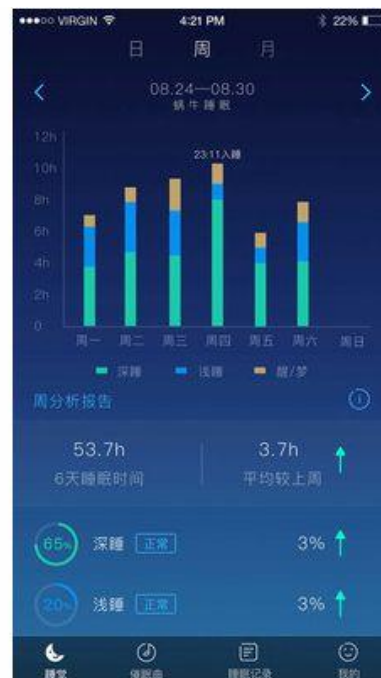 VIRGIN 4:21 PM 22%
日 周 月
08.24—08.30
蜗牛睡眠
12h
23:11入睡
10h
8h
6h
4h
2h
0
周一 周二 周三 周四 周五 周六 周日
深睡 浅睡 醒/梦
周分析报告
53.7h 3.7h
6天睡眠时间 平均较上周
65% 深睡 正常 3%
20% 浅睡 正常 3%
睡觉 催眠曲 睡眠记录 我的